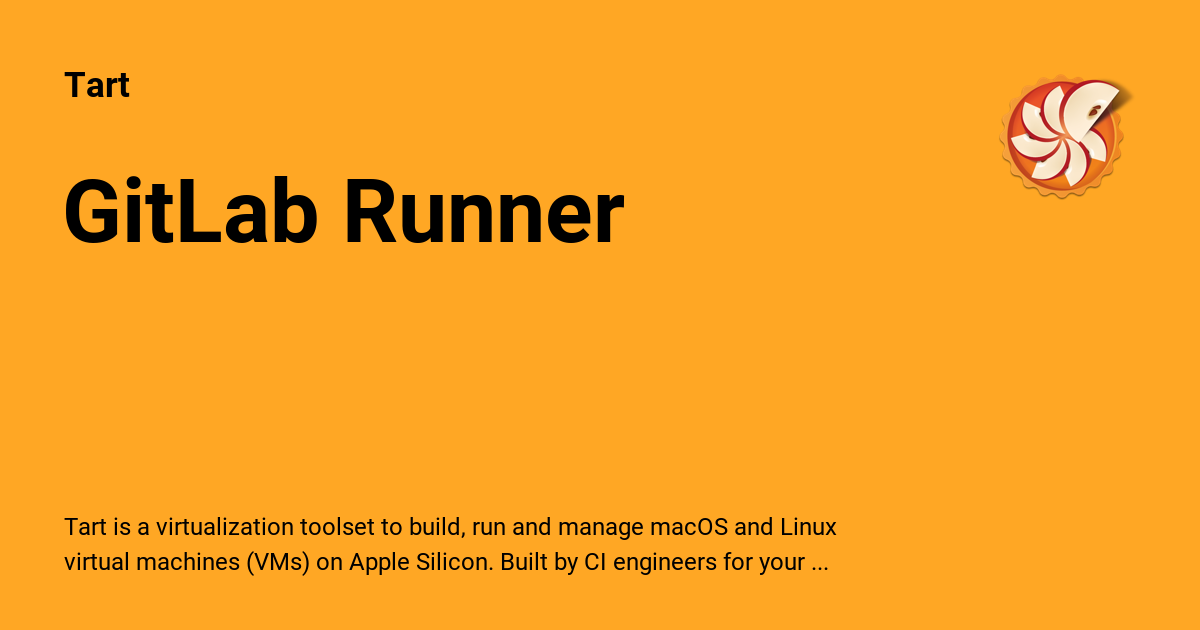 Tart
GitLab Runner
Tart is a virtualization toolset to build, run and manage macOS and Linux
virtual machines (VMs) on Apple Silicon. Built by CI engineers for your ...